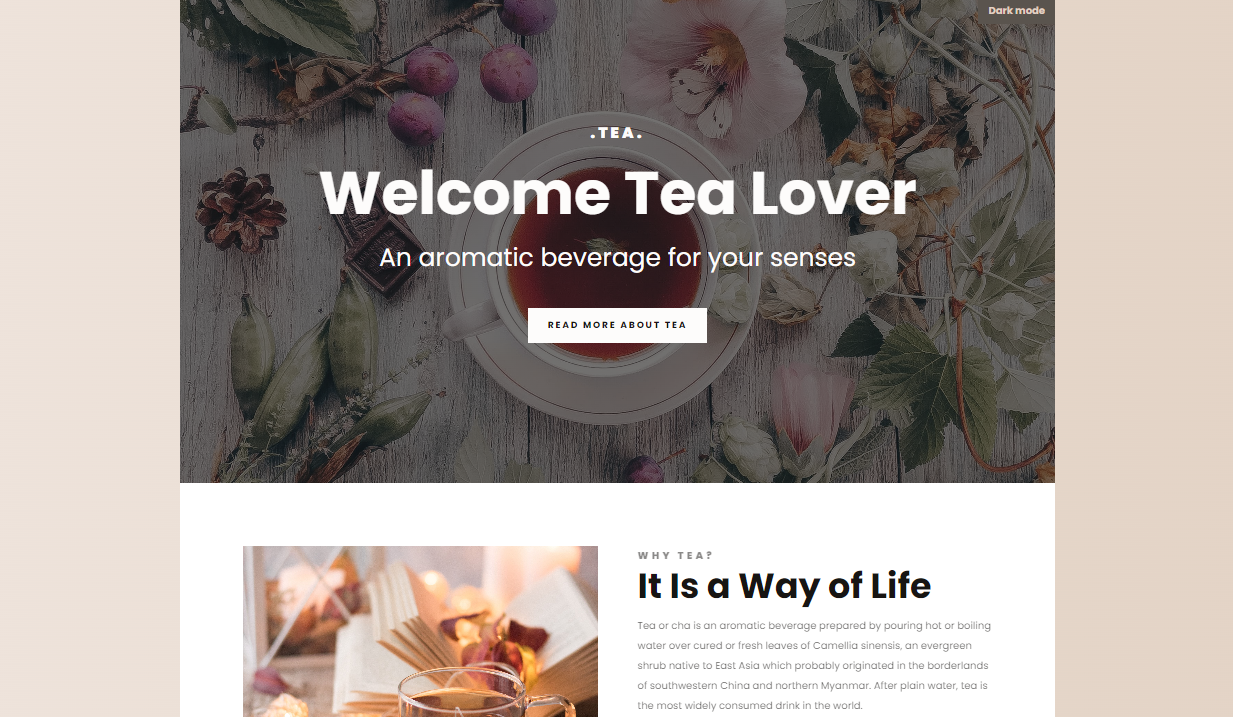 Dark mode
.TEA.
Welcome Tea Lover
An aromatic beverage for your senses
READ MORE ABOUT TEA
WHY TEA?
It Is a Way of Life
Tea or cha is an aromatic beverage prepared by pouring hot or boiling
water over cured or fresh leaves of Camellia sinensis, an evergreen
shrub native to East Asia which probably originated in the borderlands
of southwestern China and northern Myanmar. After plain water, tea is
the most widely consumed drink in the world.